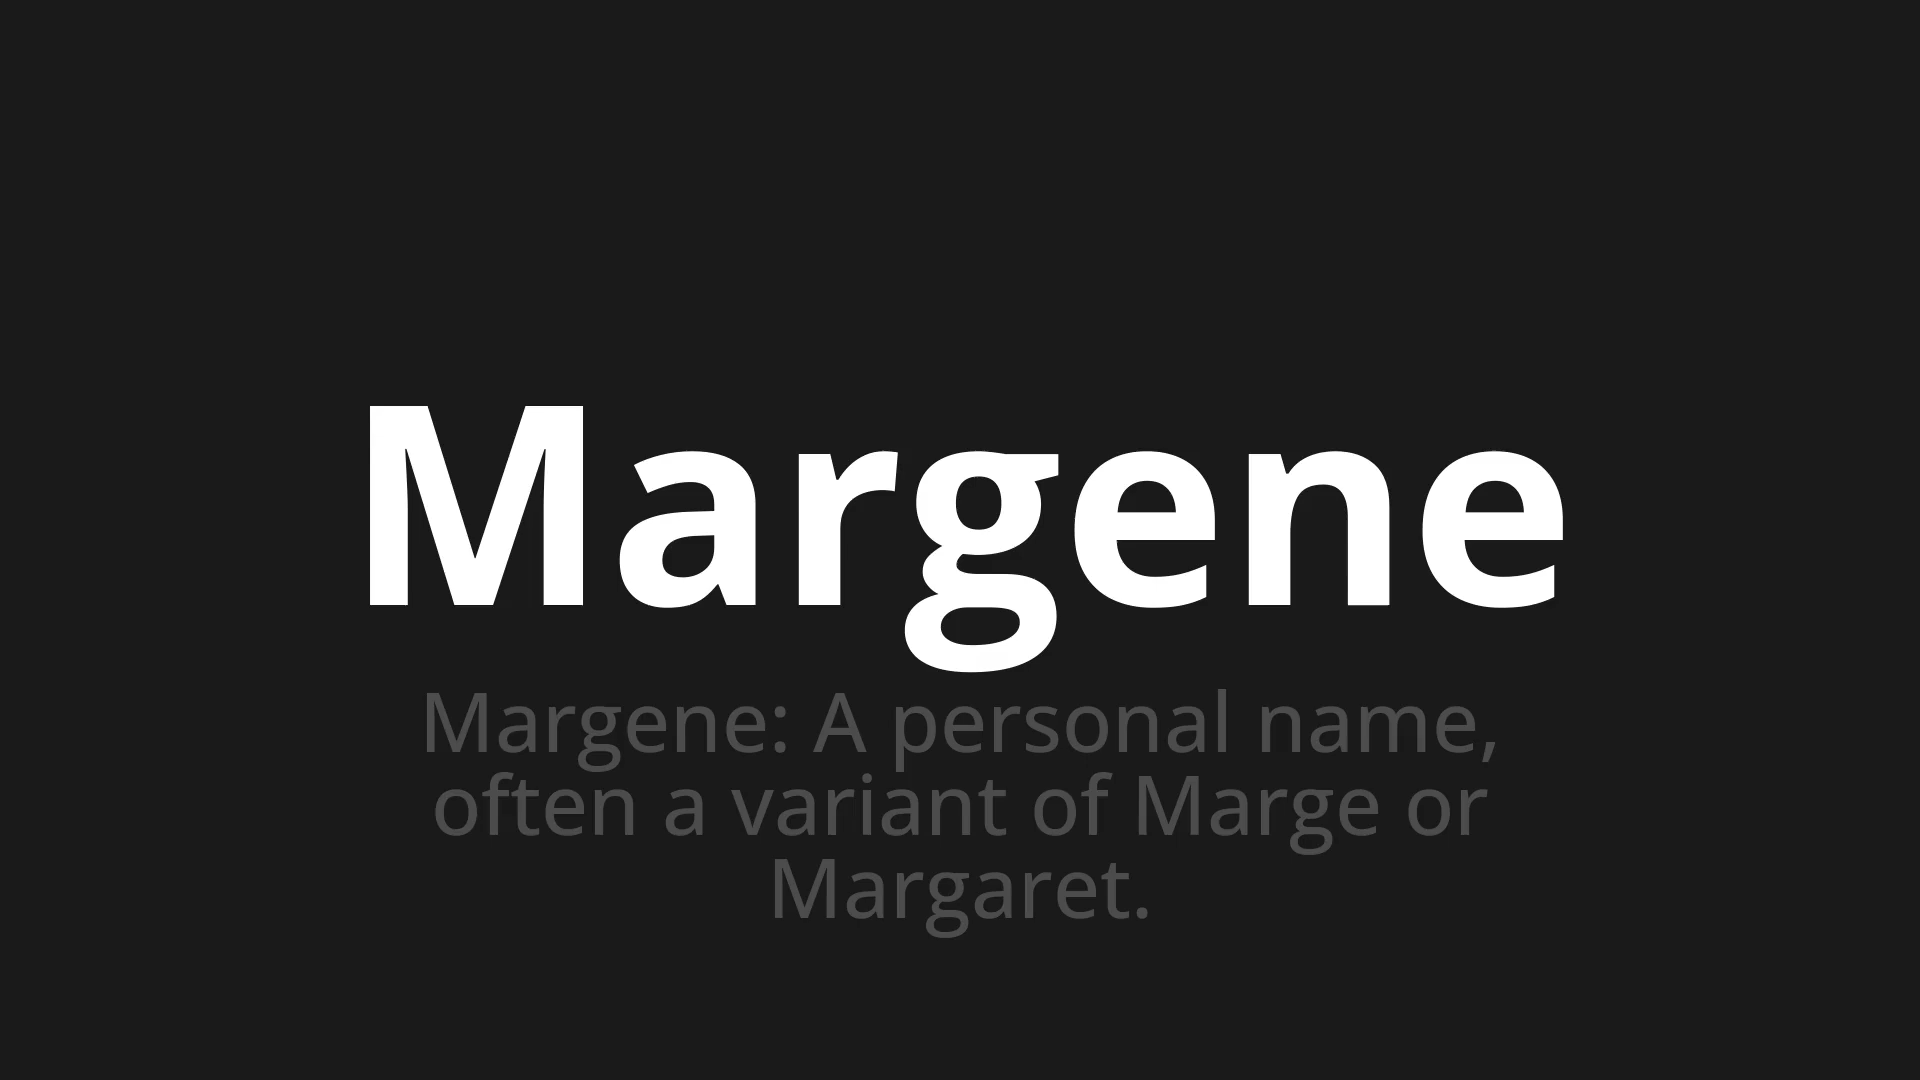 Margene
Margene: A personal name,
often a variant of Marge or
Margaret.